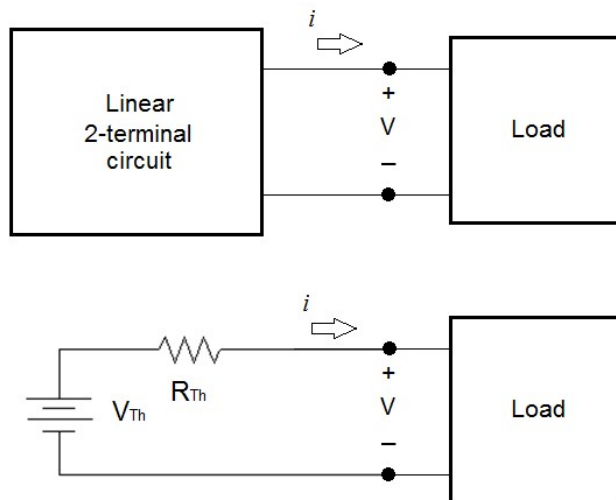 i
Linear
2-terminal
circuit
+
V
–
Load
i
RTh
VTh
+
V
–
Load